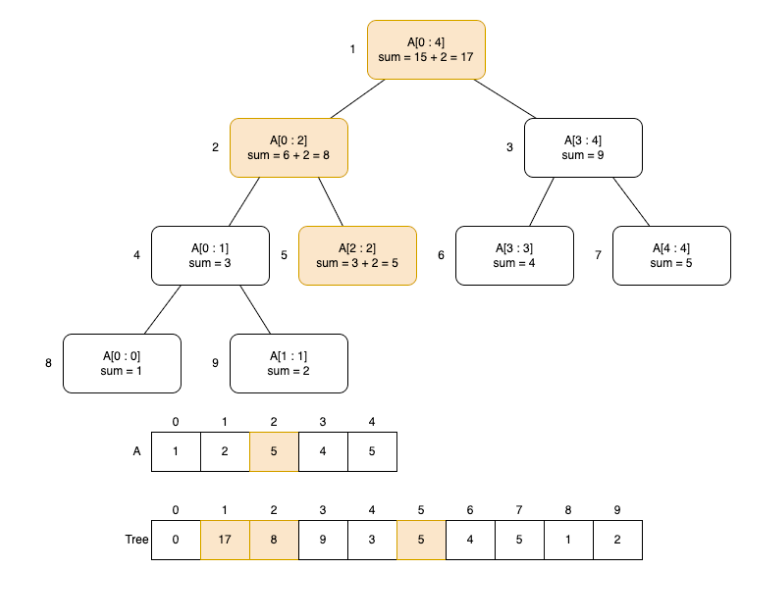 A[0 : 4]
1
sum = 15 + 2 = 17
A[0 : 2]
2
sum = 6 + 2 = 8
A[3 : 4]
3
sum = 9
A[0 : 1]
4
sum = 3
A[2 : 2]
5
sum = 3 + 2 = 5
A[3 : 3]
6
sum = 4
A[4 : 4]
7
sum = 5
A[0 : 0]
8
sum = 1
A[1 : 1]
9
sum = 2
0 1 2 3 4
A 1 2 5 4 5
0 1 2 3 4 5 6 7 8 9
Tree 0 17 8 9 3 5 4 5 1 2